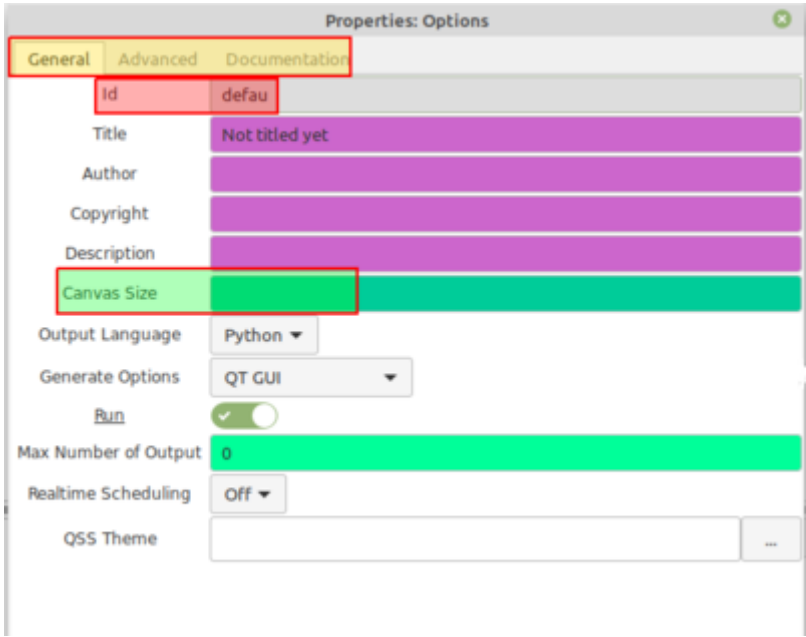 Properties: Options
General Advanced Documentation
Id defau
Title Not titled yet
Author
Copyright
Description
Canvas Size
Output Language Python
Generate Options QT GUI
Run
Max Number of Output 0
Realtime Scheduling Off
QSS Theme ...